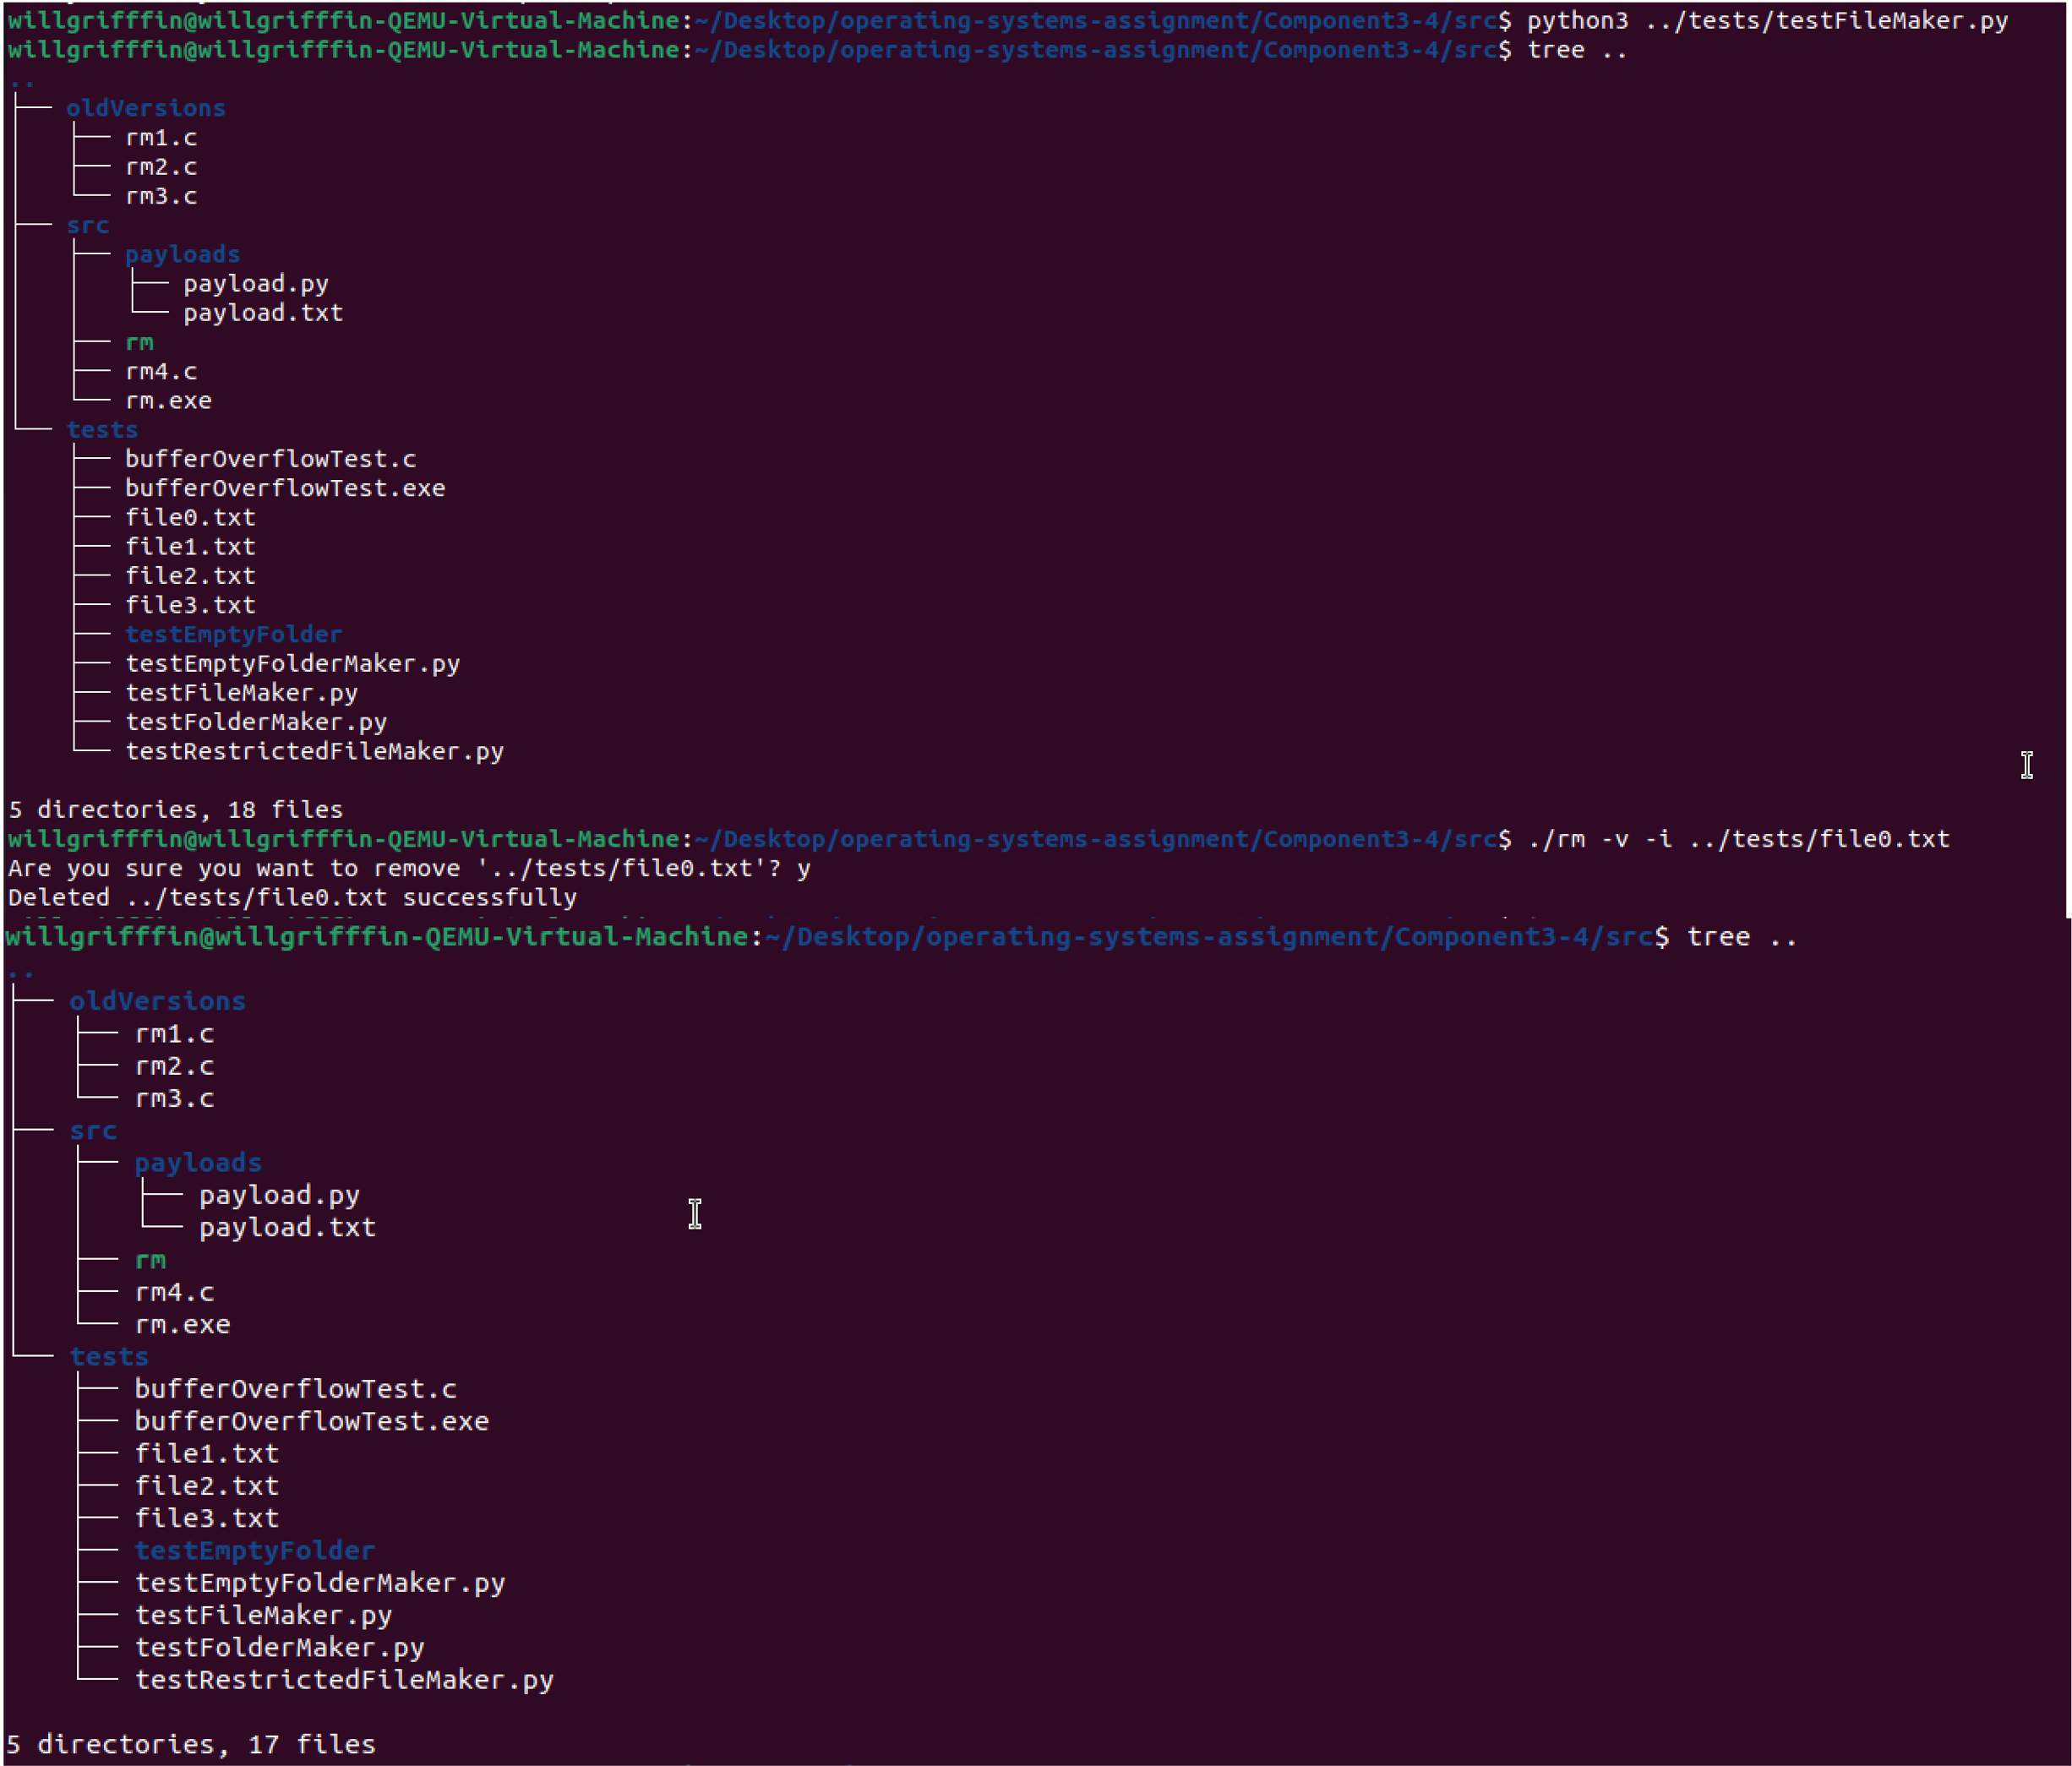 willgrifffin@willgrifffin-QEMU-Virtual-Machine:~/Desktop/operating-systems-assignment/Component3-4/src$ python3 ../tests/testFileMaker.py
willgrifffin@willgrifffin-QEMU-Virtual-Machine:~/Desktop/operating-systems-assignment/Component3-4/src$ tree ..
..
├── oldVersions
│   ├── rm1.c
│   ├── rm2.c
│   └── rm3.c
├── src
│   ├── payloads
│   │   ├── payload.py
│   │   └── payload.txt
│   ├── rm
│   ├── rm4.c
│   └── rm.exe
└── tests
    ├── bufferOverflowTest.c
    ├── bufferOverflowTest.exe
    ├── file0.txt
    ├── file1.txt
    ├── file2.txt
    ├── file3.txt
    ├── testEmptyFolder
    ├── testEmptyFolderMaker.py
    ├── testFileMaker.py
    ├── testFolderMaker.py
    └── testRestrictedFileMaker.py
5 directories, 18 files
willgrifffin@willgrifffin-QEMU-Virtual-Machine:~/Desktop/operating-systems-assignment/Component3-4/src$ ./rm -v -i ../tests/file0.txt
Are you sure you want to remove '../tests/file0.txt'? y
Deleted ../tests/file0.txt successfully
willgrifffin@willgrifffin-QEMU-Virtual-Machine:~/Desktop/operating-systems-assignment/Component3-4/src$ tree ..
..
├── oldVersions
│   ├── rm1.c
│   ├── rm2.c
│   └── rm3.c
├── src
│   ├── payloads
│   │   ├── payload.py
│   │   └── payload.txt
│   ├── rm
│   ├── rm4.c
│   └── rm.exe
└── tests
    ├── bufferOverflowTest.c
    ├── bufferOverflowTest.exe
    ├── file1.txt
    ├── file2.txt
    ├── file3.txt
    ├── testEmptyFolder
    ├── testEmptyFolderMaker.py
    ├── testFileMaker.py
    ├── testFolderMaker.py
    └── testRestrictedFileMaker.py
5 directories, 17 files